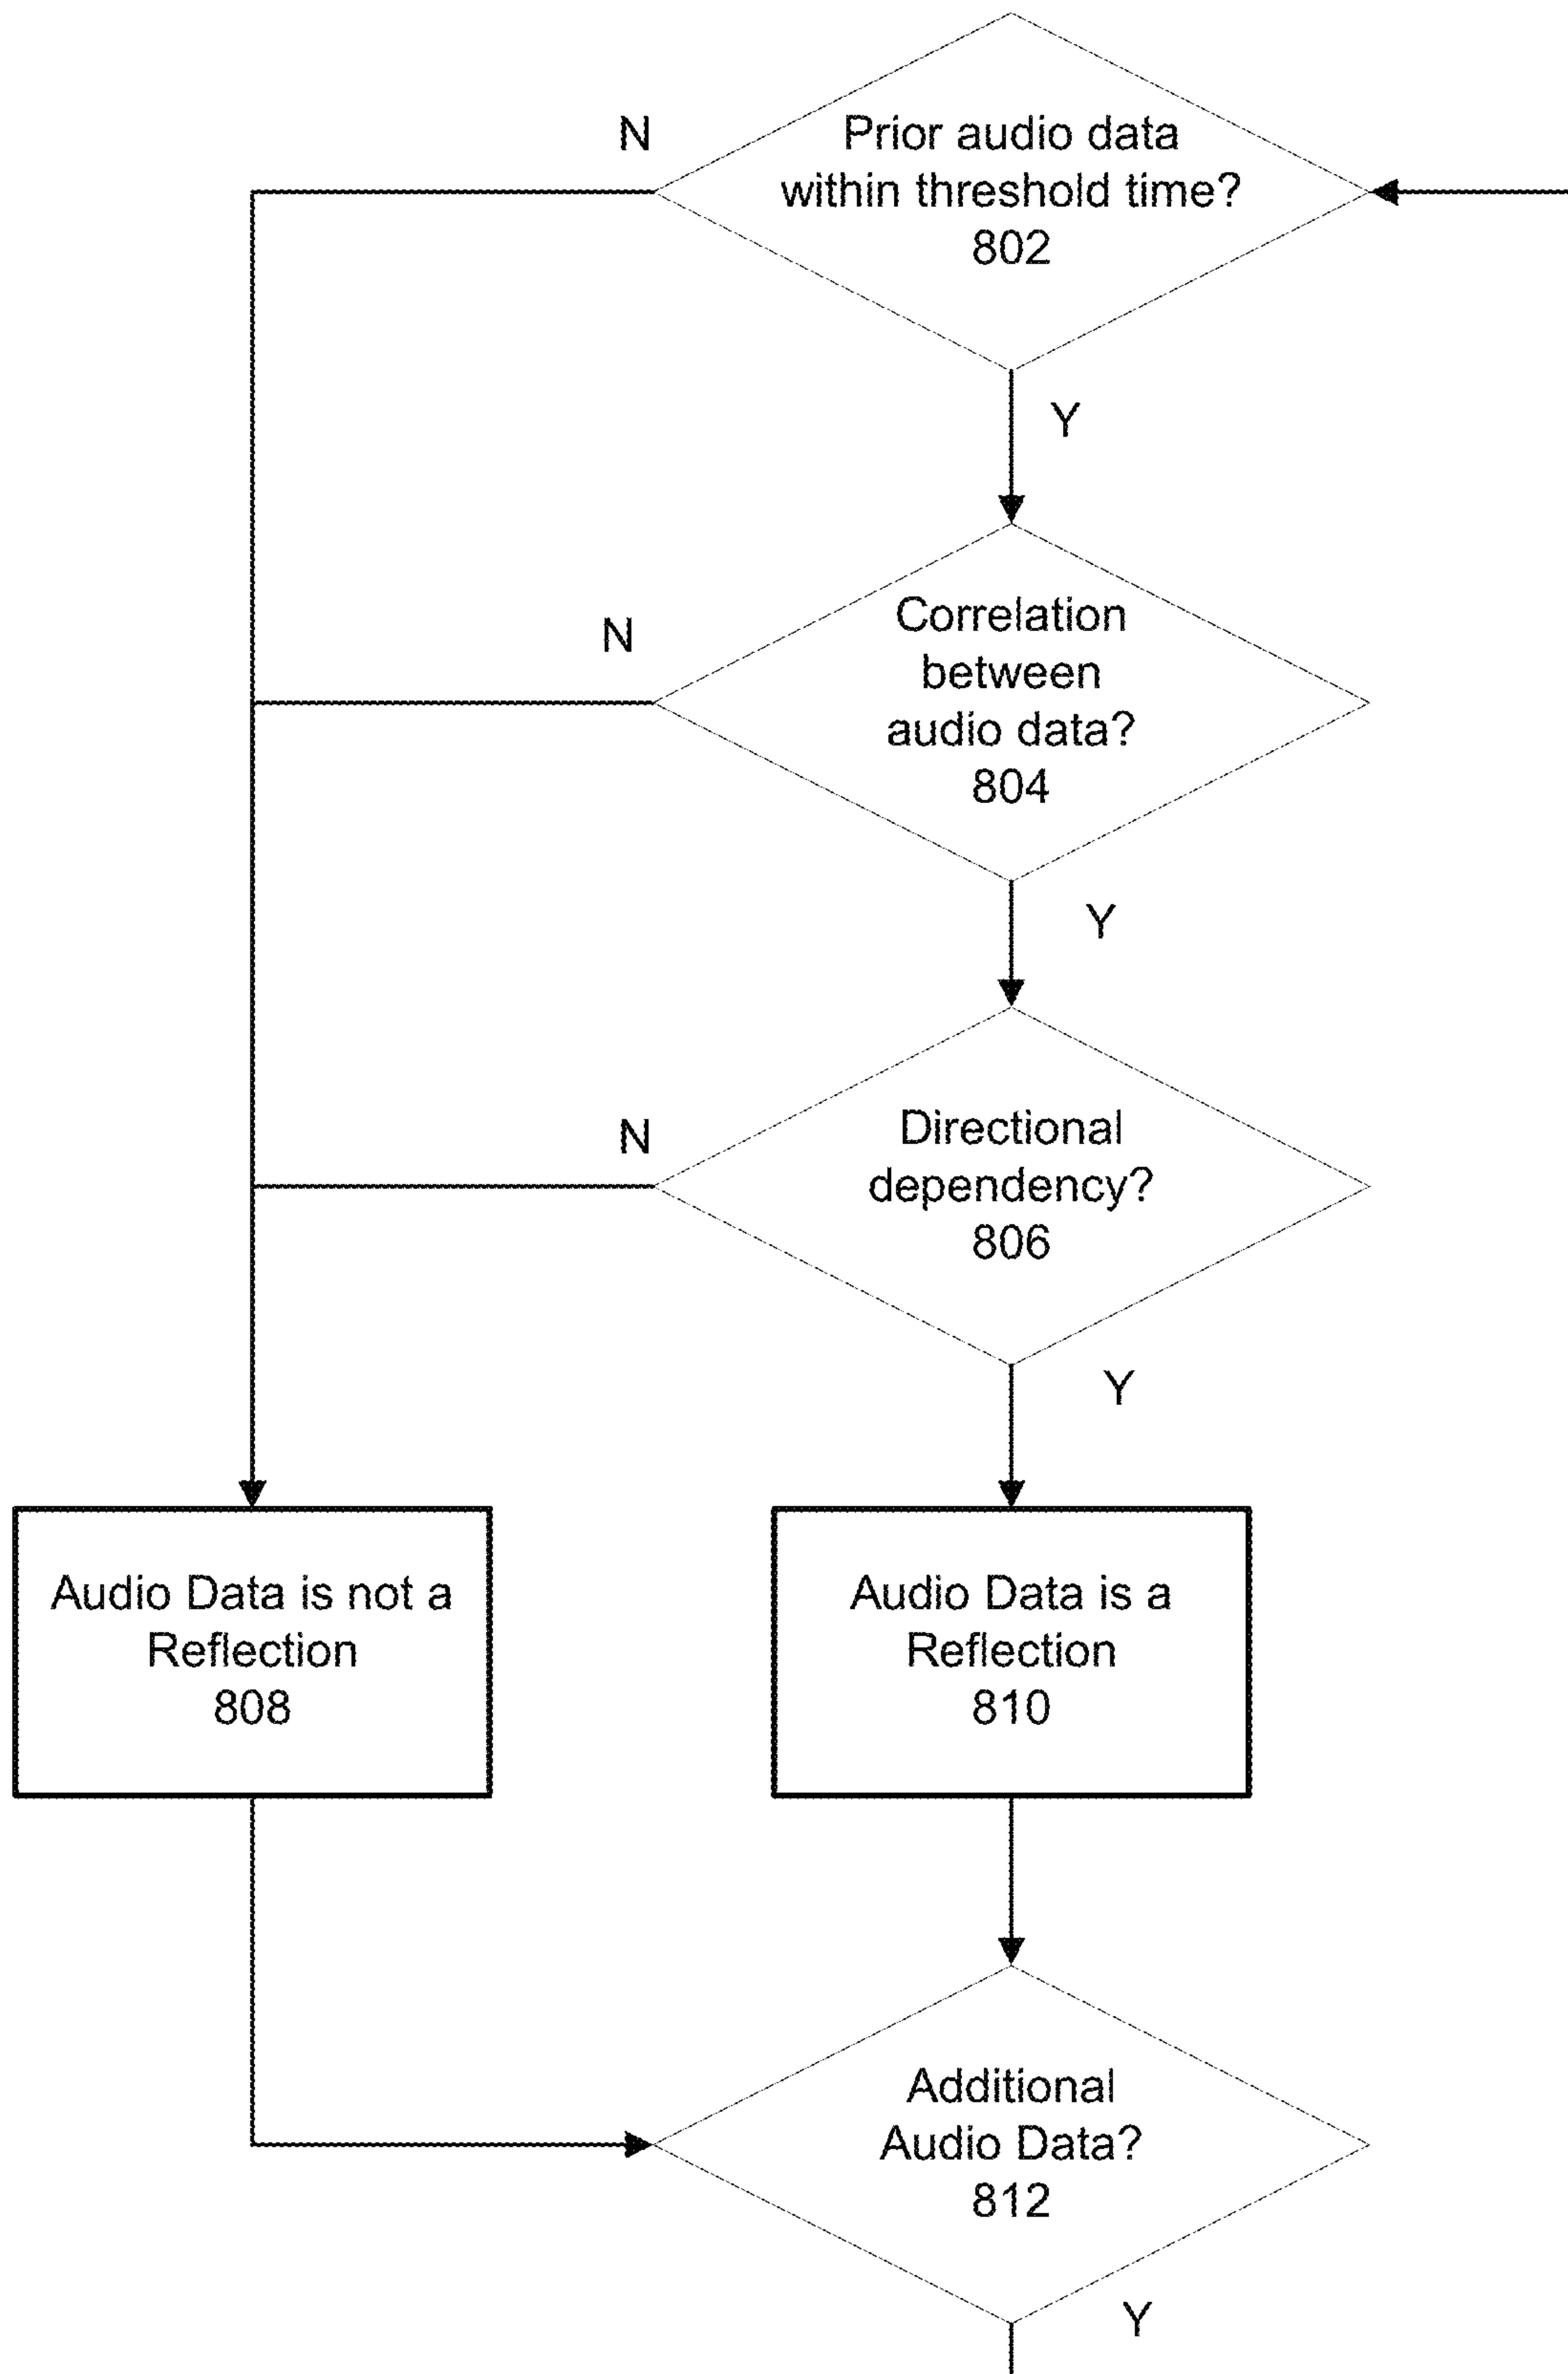 N
Prior audio data
within threshold time?
802
Y
N
Correlation
between
audio data?
804
Y
N
Directional
dependency?
806
Y
Audio Data is not a
Reflection
808
Audio Data is a
Reflection
810
Additional
Audio Data?
812
Y